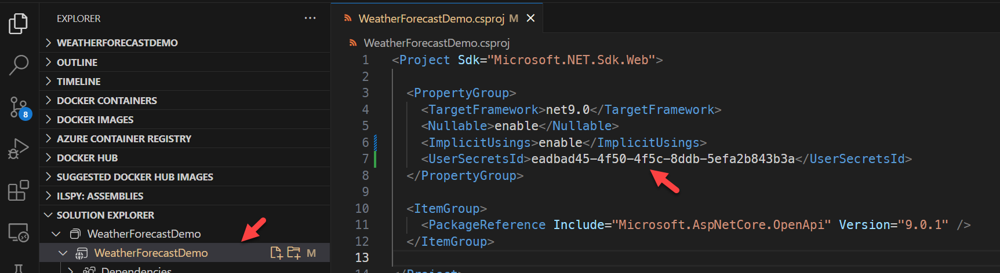 EXPLORER
WEATHERFORECASTDEMO
OUTLINE
TIMELINE
DOCKER CONTAINERS
DOCKER IMAGES
AZURE CONTAINER REGISTRY
DOCKER HUB
SUGGESTED DOCKER HUB IMAGES
ILSPY: ASSEMBLIES
SOLUTION EXPLORER
WeatherForecastDemo
WeatherForecastDemo M
Dependencies
8
WeatherForecastDemo.csproj M
WeatherForecastDemo.csproj
1 <Project Sdk="Microsoft.NET.Sdk.Web">
2
3 <PropertyGroup>
4 <TargetFramework>net9.0</TargetFramework>
5 <Nullable>enable</Nullable>
6 <ImplicitUsings>enable</ImplicitUsings>
7 <UserSecretsId>eadbad45-4f50-4f5c-8ddb-5efa2b843b3a</UserSecretsId>
8 </PropertyGroup>
9
10 <ItemGroup>
11 <PackageReference Include="Microsoft.AspNetCore.OpenApi" Version="9.0.1" />
12 </ItemGroup>
13
14 </Project>